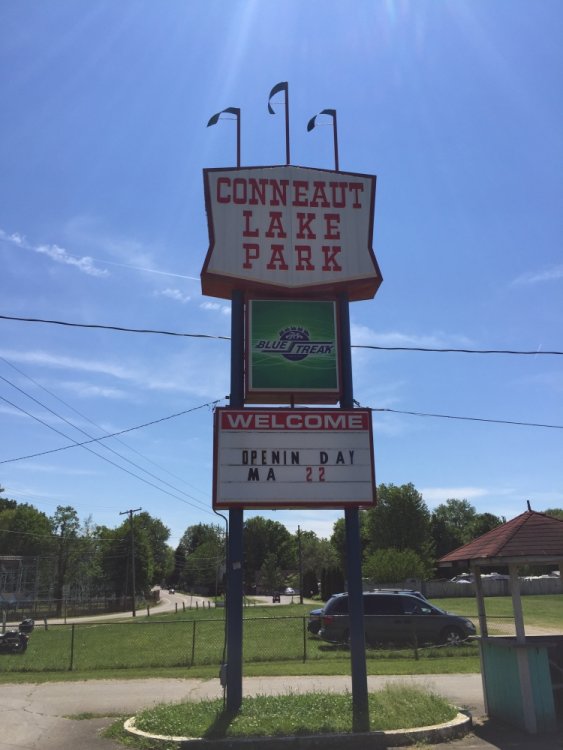 CONNEAUT
LAKE
PARK
BLUE STREAK
WELCOME
OPENIN DAY
MA 22